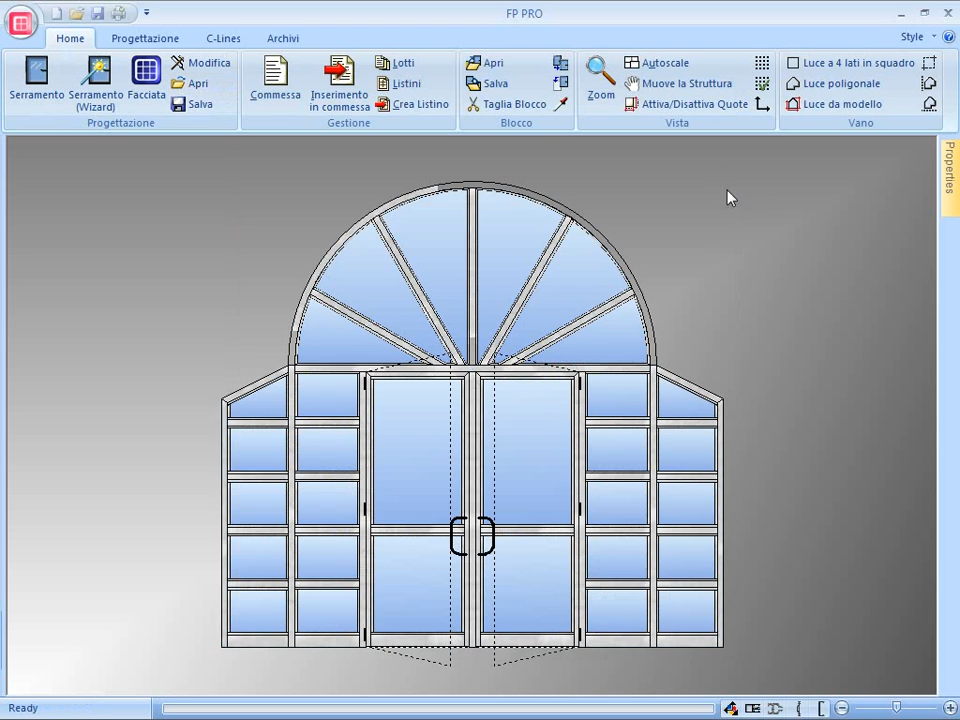 FP PRO
Home Progettazione C-Lines Archivi Style
Serramento
Serramento
(Wizard)
Facciata
Modifica
Apri
Salva
Progettazione
Commessa
Inserimento
in commessa
Lotti
Listini
Crea Listino
Gestione
Apri
Salva
Taglia Blocco
Blocco
Zoom
Autoscale
Muove la Struttura
Attiva/Disattiva Quote
Vista
Luce a 4 lati in squadro
Luce poligonale
Luce da modello
Vano
Properties
Ready